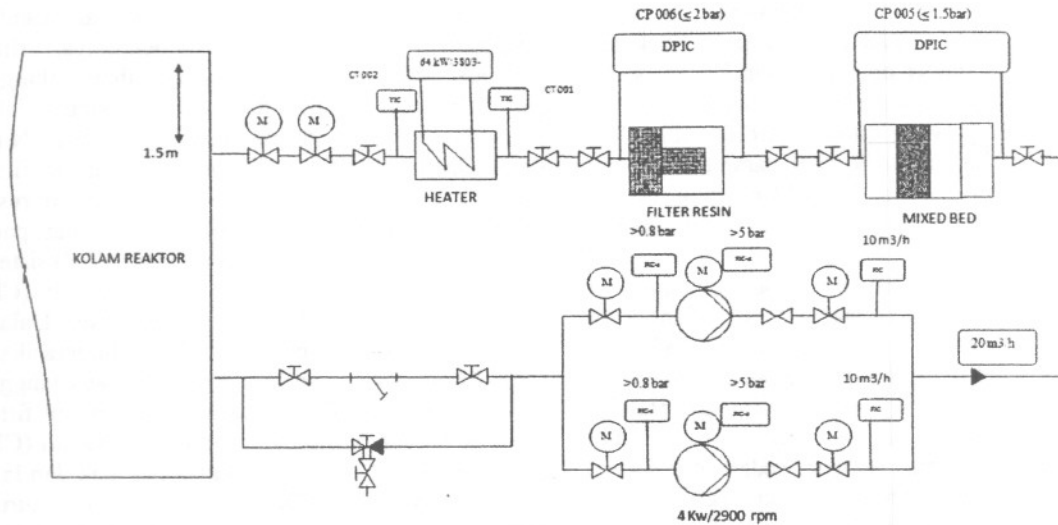 CP 006 (≤ 2 bar)
CP 005 (≤ 1.5bar)
DPIC
DPIC
CT 002
CT 001
TIC
TIC
M
M
1.5 m
HEATER
FILTER RESIN
MIXED BED
KOLAM REAKTOR
>0.8 bar
>5 bar
10 m3/h
M
M
M
20 m3 h
>0.8 bar
>5 bar
10 m3/h
M
M
M
4 Kw/2900 rpm